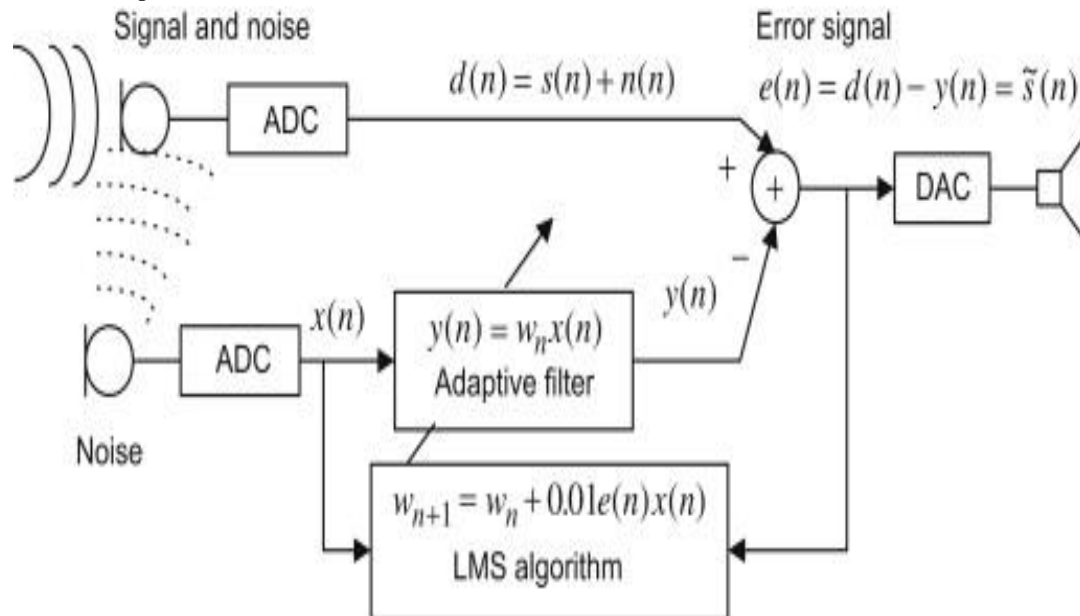 Signal and noise
Error signal
d(n) = s(n) + n(n)
e(n) = d(n) − y(n) = s̃(n)
ADC
+
+
DAC
−
x(n)
y(n)
ADC
y(n) = wₙx(n)
Adaptive filter
Noise
wₙ₊₁ = wₙ + 0.01e(n)x(n)
LMS algorithm